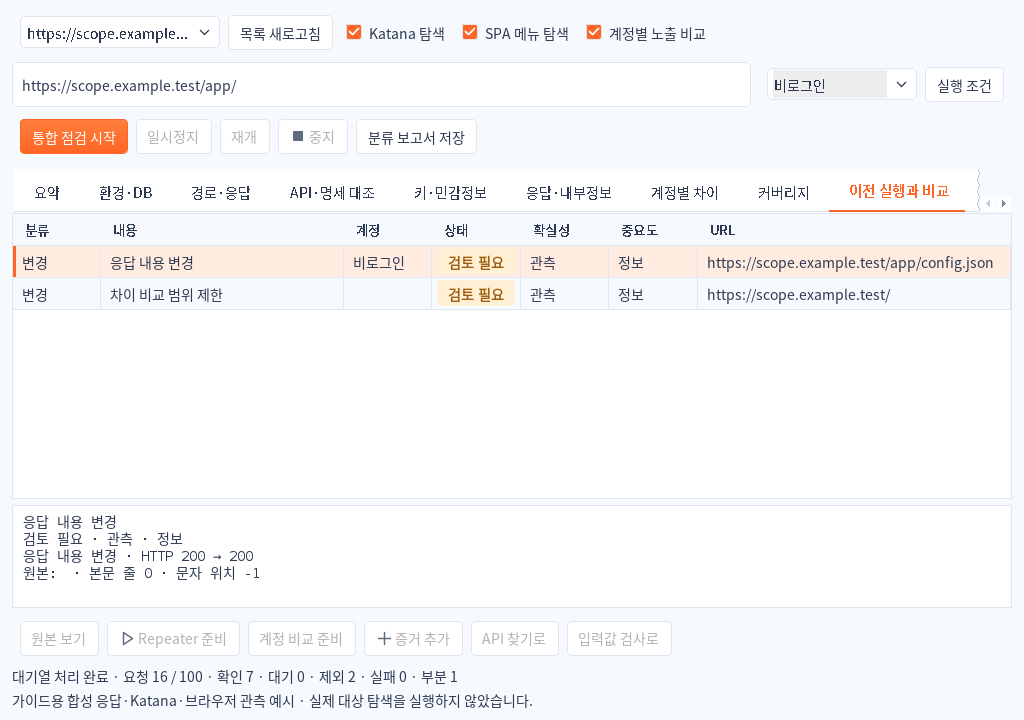 https://scope.example... 목록 새로고침 Katana 탐색 SPA 메뉴 탐색 계정별 노출 비교
https://scope.example.test/app/ 비로그인 실행 조건
통합 점검 시작 일시정지 재개 중지 분류 보고서 저장
요약 환경·DB 경로·응답 API·명세 대조 키·민감정보 응답·내부정보 계정별 차이 커버리지 이전 실행과 비교
분류 내용 계정 상태 확실성 중요도 URL
변경 응답 내용 변경 비로그인 검토 필요 관측 정보 https://scope.example.test/app/config.json
변경 차이 비교 범위 제한 검토 필요 관측 정보 https://scope.example.test/
응답 내용 변경
검토 필요 · 관측 · 정보
응답 내용 변경 · HTTP 200 → 200
원본: · 본문 줄 0 · 문자 위치 -1
원본 보기 Repeater 준비 계정 비교 준비 증거 추가 API 찾기로 입력값 검사로
대기열 처리 완료 · 요청 16 / 100 · 확인 7 · 대기 0 · 제외 2 · 실패 0 · 부분 1
가이드용 합성 응답·Katana·브라우저 관측 예시 · 실제 대상 탐색을 실행하지 않았습니다.